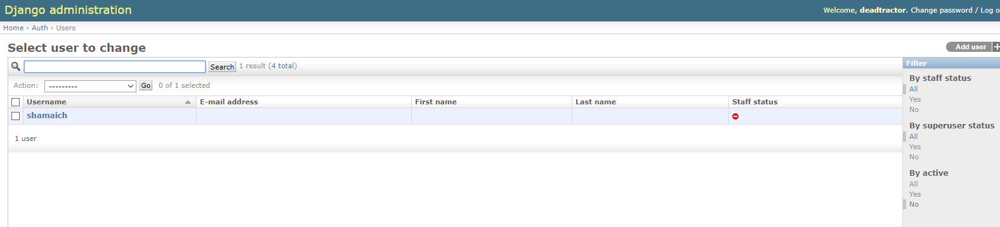 Django administration
Welcome, deadtractor. Change password / Log o
Home › Auth › Users
Select user to change
Add user
Search 1 result (4 total)
Action: --------- Go 0 of 1 selected
Username E-mail address First name Last name Staff status
shamaich
1 user
Filter
By staff status
All
Yes
No
By superuser status
All
Yes
No
By active
All
Yes
No